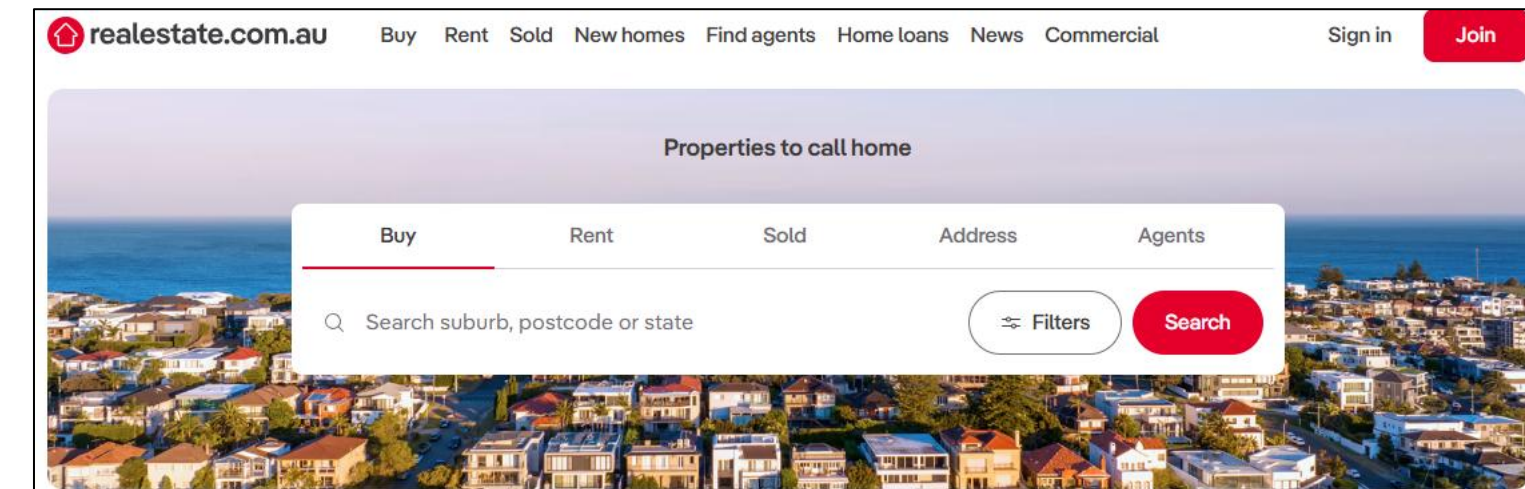 realestate.com.au Buy Rent Sold New homes Find agents Home loans News Commercial Sign in Join
Properties to call home
Buy Rent Sold Address Agents
Search suburb, postcode or state Filters Search